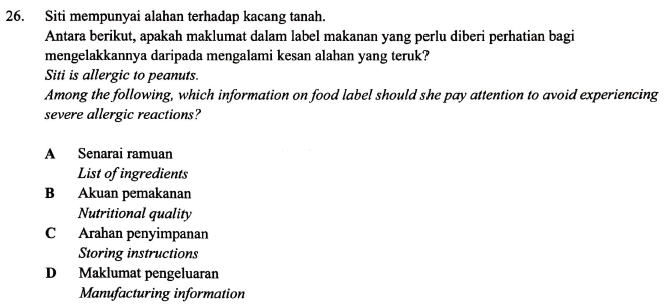 26. Siti mempunyai alahan terhadap kacang tanah.
Antara berikut, apakah maklumat dalam label makanan yang perlu diberi perhatian bagi
mengelakkannya daripada mengalami kesan alahan yang teruk?
Siti is allergic to peanuts.
Among the following, which information on food label should she pay attention to avoid experiencing
severe allergic reactions?
A Senarai ramuan
List of ingredients
B Akuan pemakanan
Nutritional quality
C Arahan penyimpanan
Storing instructions
D Maklumat pengeluaran
Manufacturing information